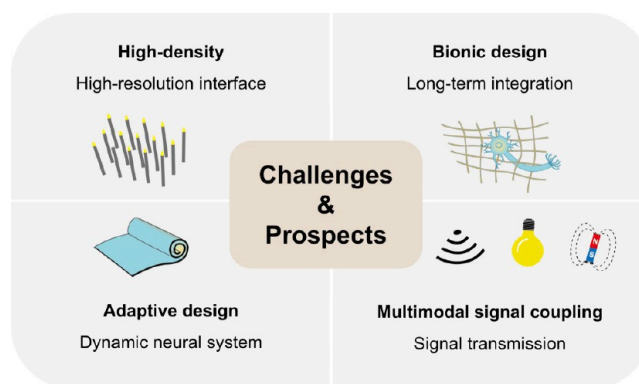 High-density
High-resolution interface
Bionic design
Long-term integration
Challenges
&
Prospects
N
S
Adaptive design
Dynamic neural system
Multimodal signal coupling
Signal transmission